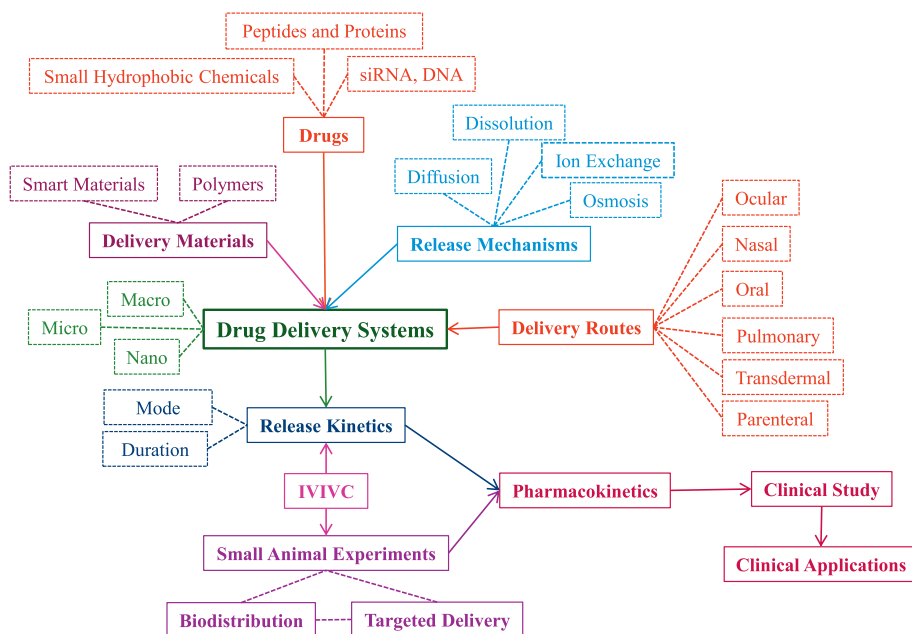 Peptides and Proteins
Small Hydrophobic Chemicals
siRNA, DNA
Drugs
Dissolution
Ion Exchange
Diffusion
Osmosis
Release Mechanisms
Smart Materials
Polymers
Delivery Materials
Ocular
Nasal
Oral
Pulmonary
Transdermal
Parenteral
Delivery Routes
Macro
Micro
Nano
Drug Delivery Systems
Mode
Duration
Release Kinetics
IVIVC
Pharmacokinetics
Clinical Study
Small Animal Experiments
Clinical Applications
Biodistribution
Targeted Delivery